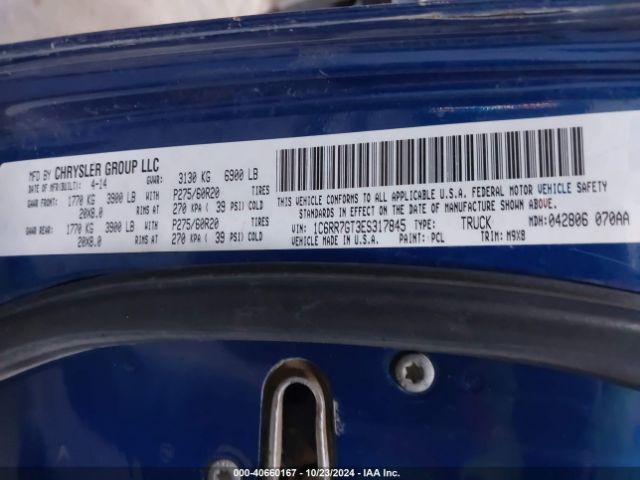 MFD BY CHRYSLER GROUP LLC
DATE OF MFR(BUILT): 4-14 GVWR: 3130 KG 6900 LB
GAWR FRONT: 1770 KG 3900 LB P275/60R20 TIRES
20X8.0 RIMS AT 270 KPA ( 39 PSI) COLD
GAWR REAR: 1770 KG 3900 LB P275/60R20 TIRES
20X8.0 RIMS AT 270 KPA ( 39 PSI) COLD
THIS VEHICLE CONFORMS TO ALL APPLICABLE U.S.A. FEDERAL MOTOR VEHICLE SAFETY
STANDARDS IN EFFECT ON THE DATE OF MANUFACTURE SHOWN ABOVE.
VIN: 1C6RR7GT3ES317845 TYPE: TRUCK MDH: 042806 070AA
VEHICLE MADE IN U.S.A. PAINT: PCL TRIM: M9X8
000-40660167 - 10/23/2024 - IAA Inc.